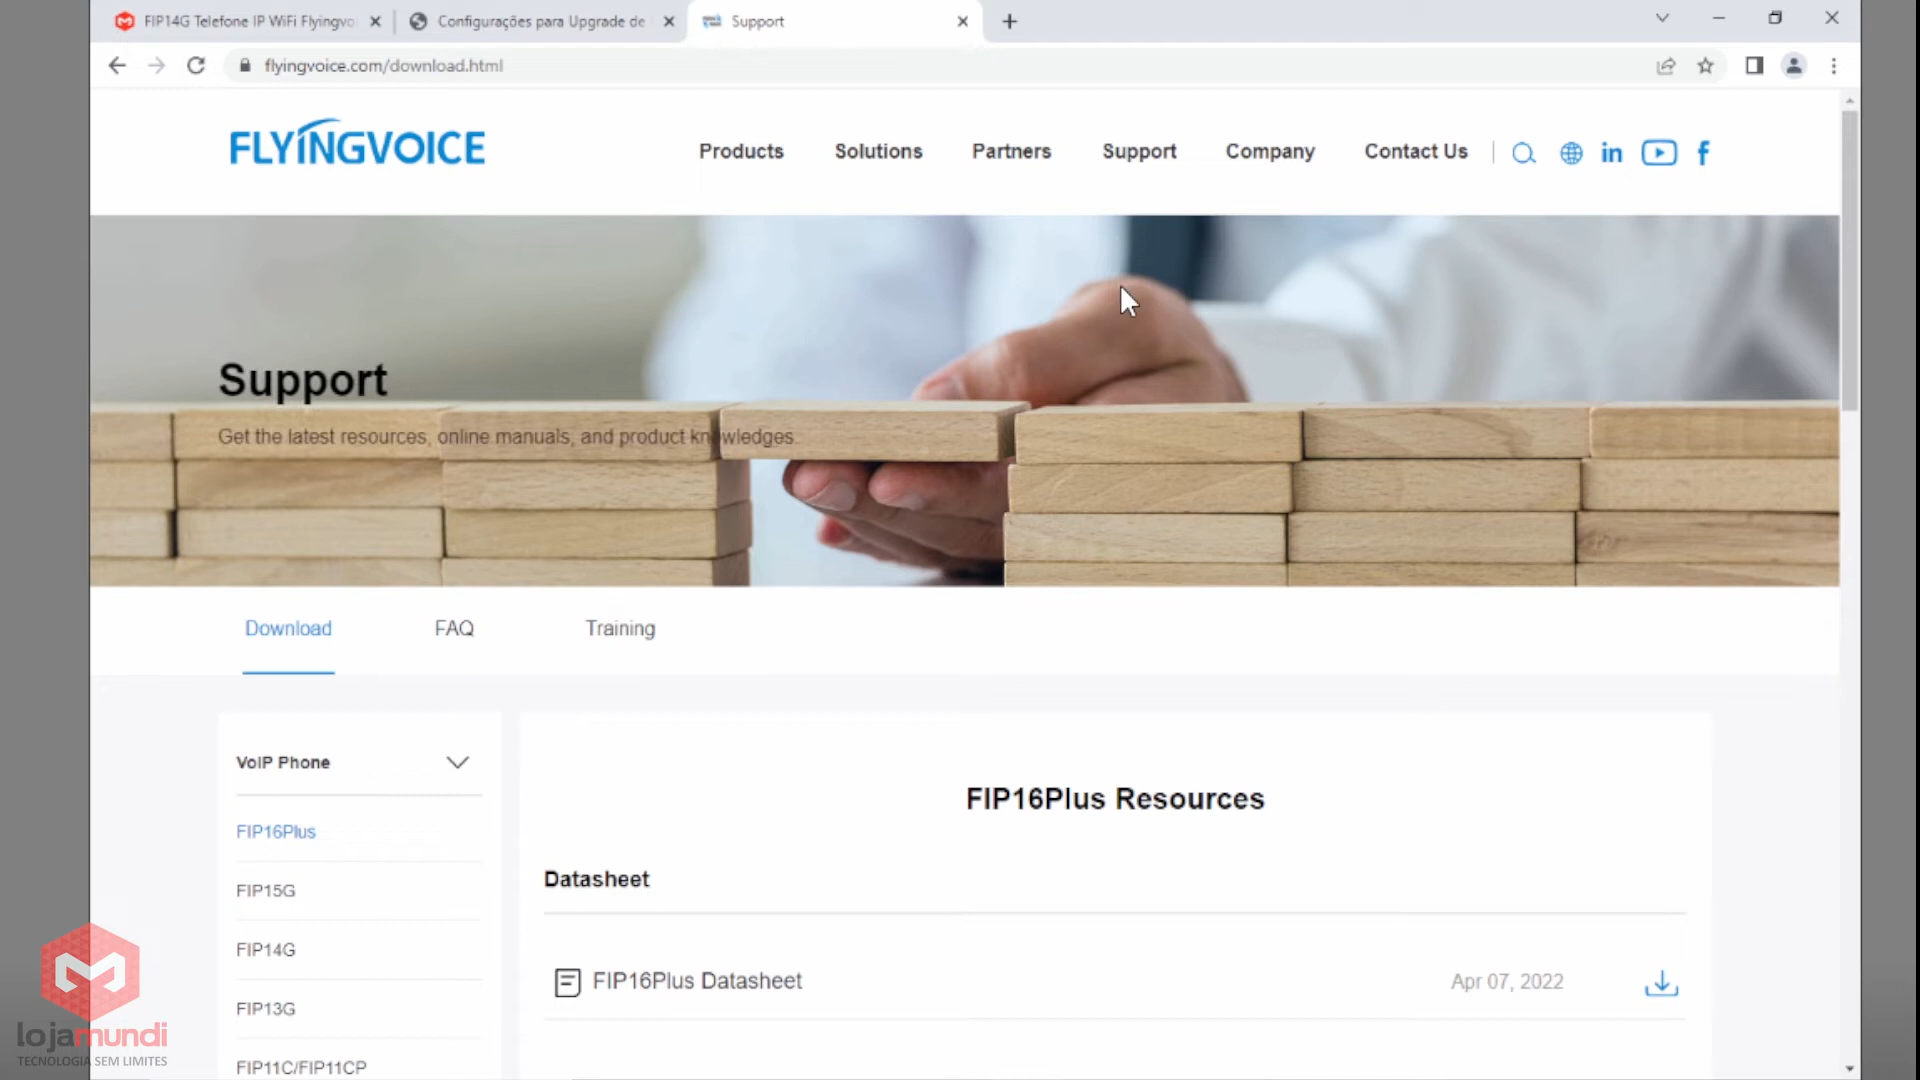 FIP14G Telefone IP WiFi Flyingvo
Configurações para Upgrade de
Support
flyingvoice.com/download.html
FLYINGVOICE
Products
Solutions
Partners
Support
Company
Contact Us
Support
Get the latest resources, online manuals, and product knowledges.
Download
FAQ
Training
VoIP Phone
FIP16Plus
FIP15G
FIP14G
FIP13G
FIP11C/FIP11CP
FIP16Plus Resources
Datasheet
FIP16Plus Datasheet
Apr 07, 2022
lojamundi
TECNOLOGIA SEM LIMITES